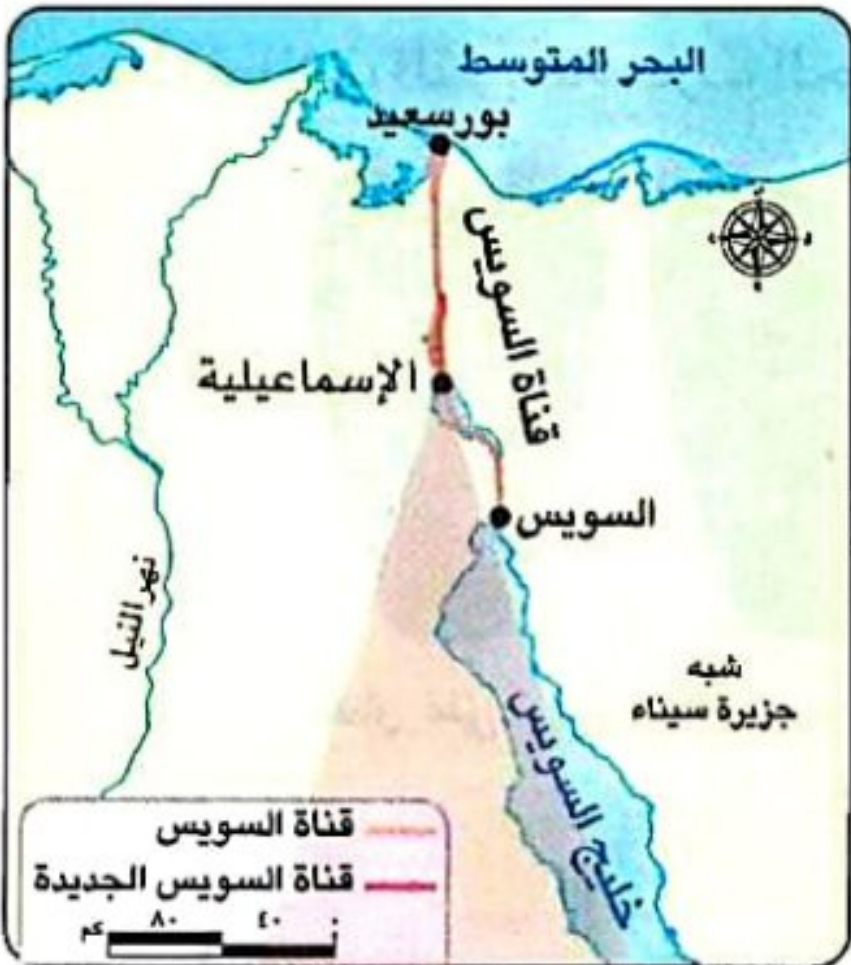 البحر المتوسط
بورسعيد
قناة السويس
الإسماعيلية
السويس
نهر النيل
شبه
جزيرة سيناء
خليج السويس
قناة السويس
قناة السويس الجديدة
٨٠ ٤٠ ٠
كم